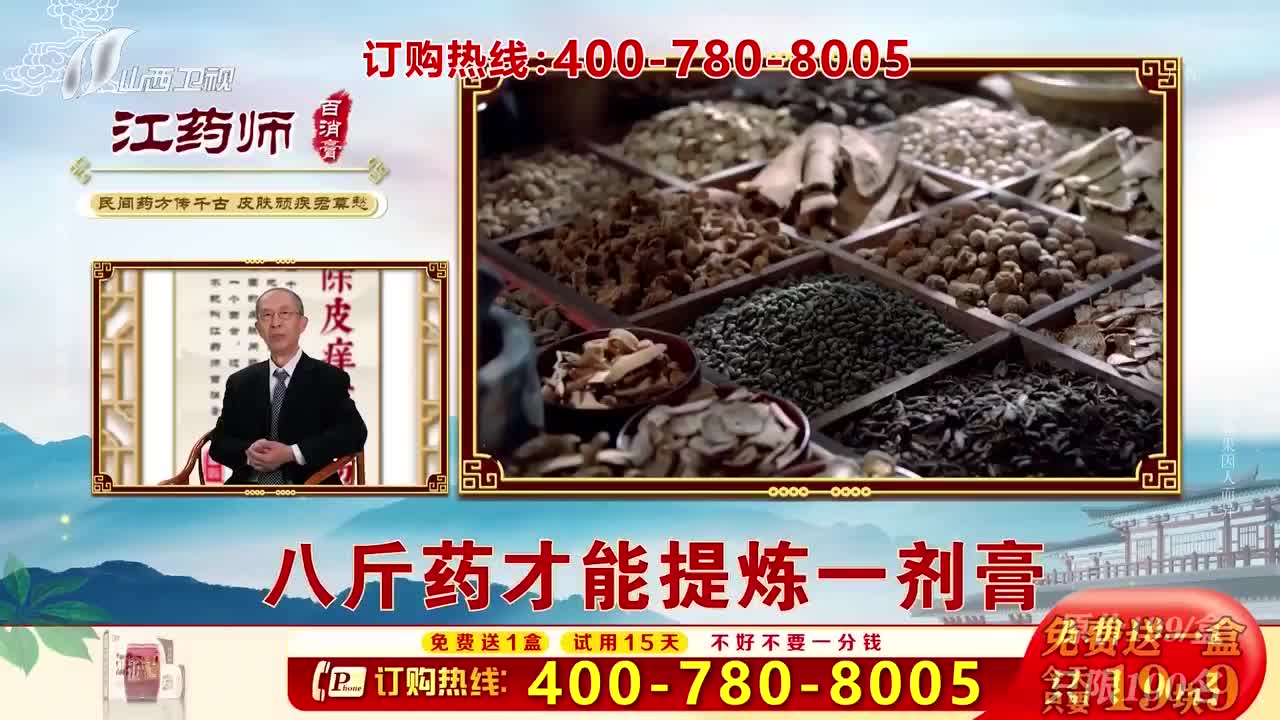 订购热线:400-780-8005
山西卫视
江药师
百消膏
民间药方传千古 皮肤顽疾君莫愁
除皮痒
八斤药才能提炼一剂膏
免费送1盒 试用15天 不好不要一分钱
Phone 订购热线: 400-780-8005
免费送一盒